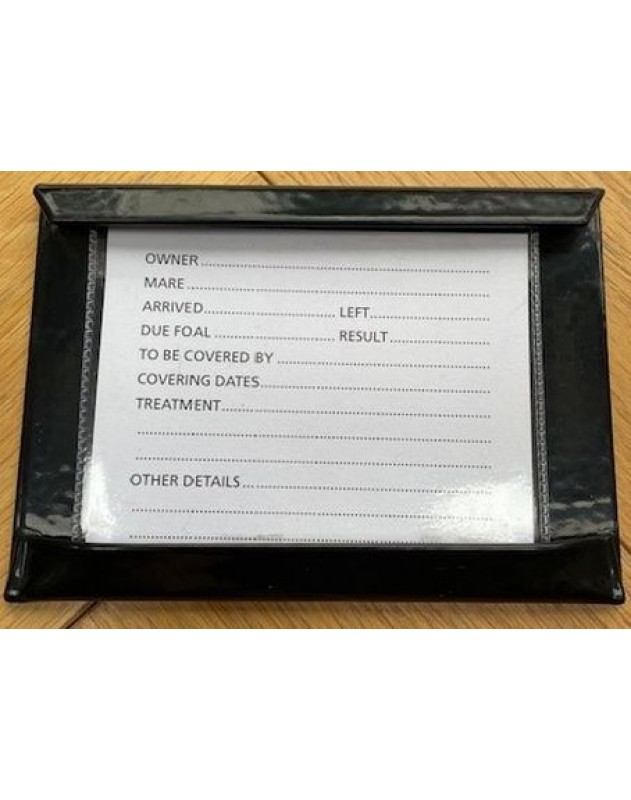 OWNER
MARE
ARRIVED LEFT
DUE FOAL RESULT
TO BE COVERED BY
COVERING DATES
TREATMENT
OTHER DETAILS